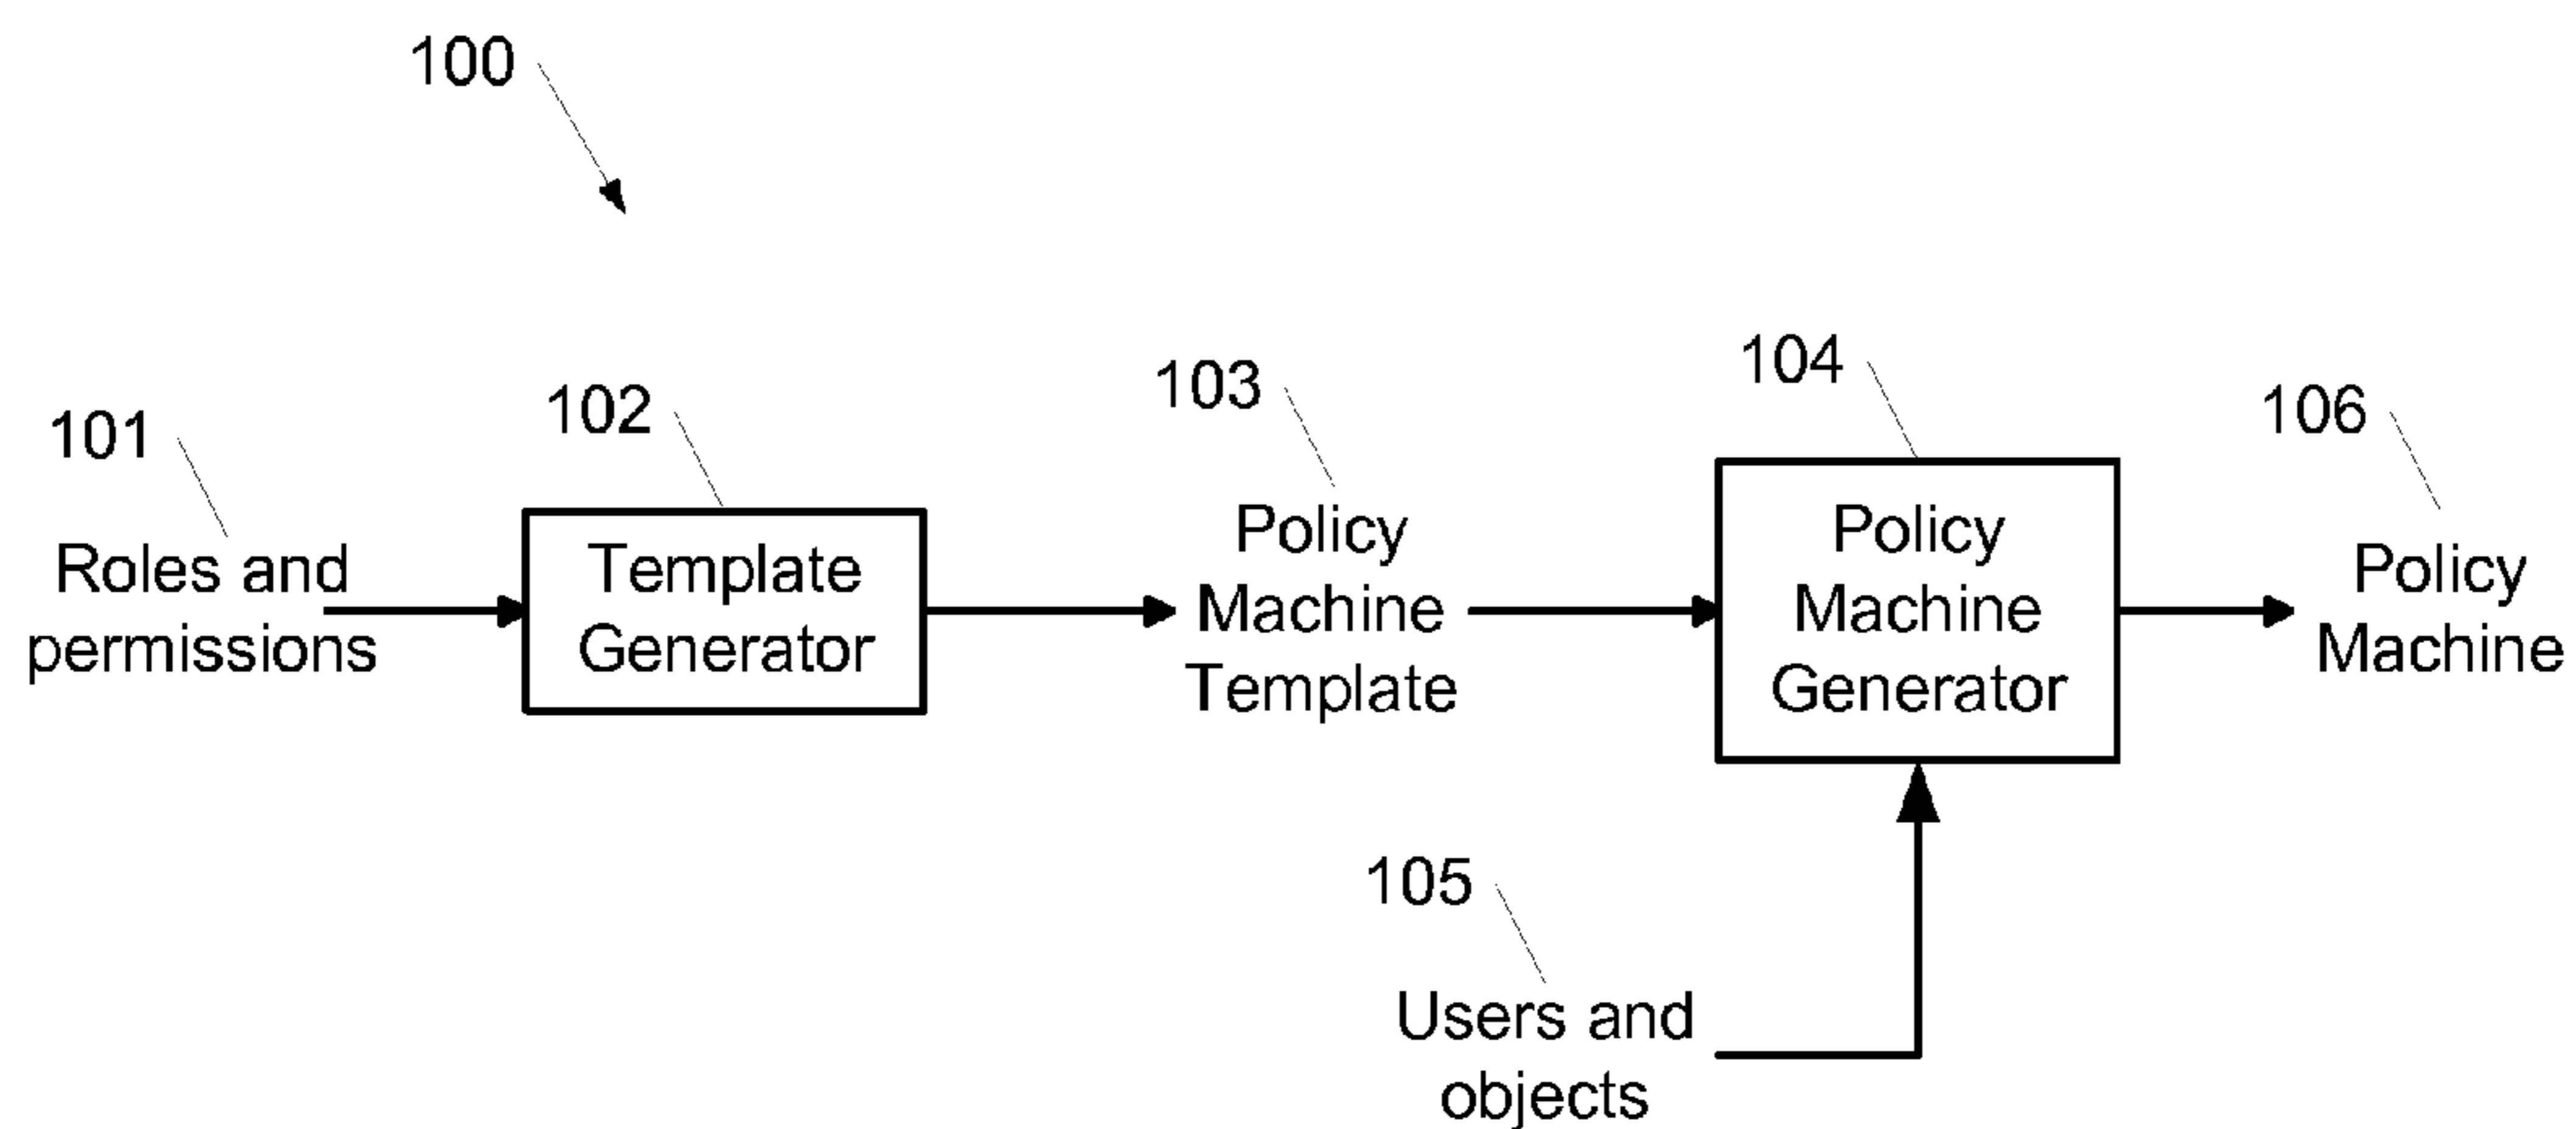 100
101
Roles and
permissions
102
Template
Generator
103
Policy
Machine
Template
104
Policy
Machine
Generator
105
Users and
objects
106
Policy
Machine